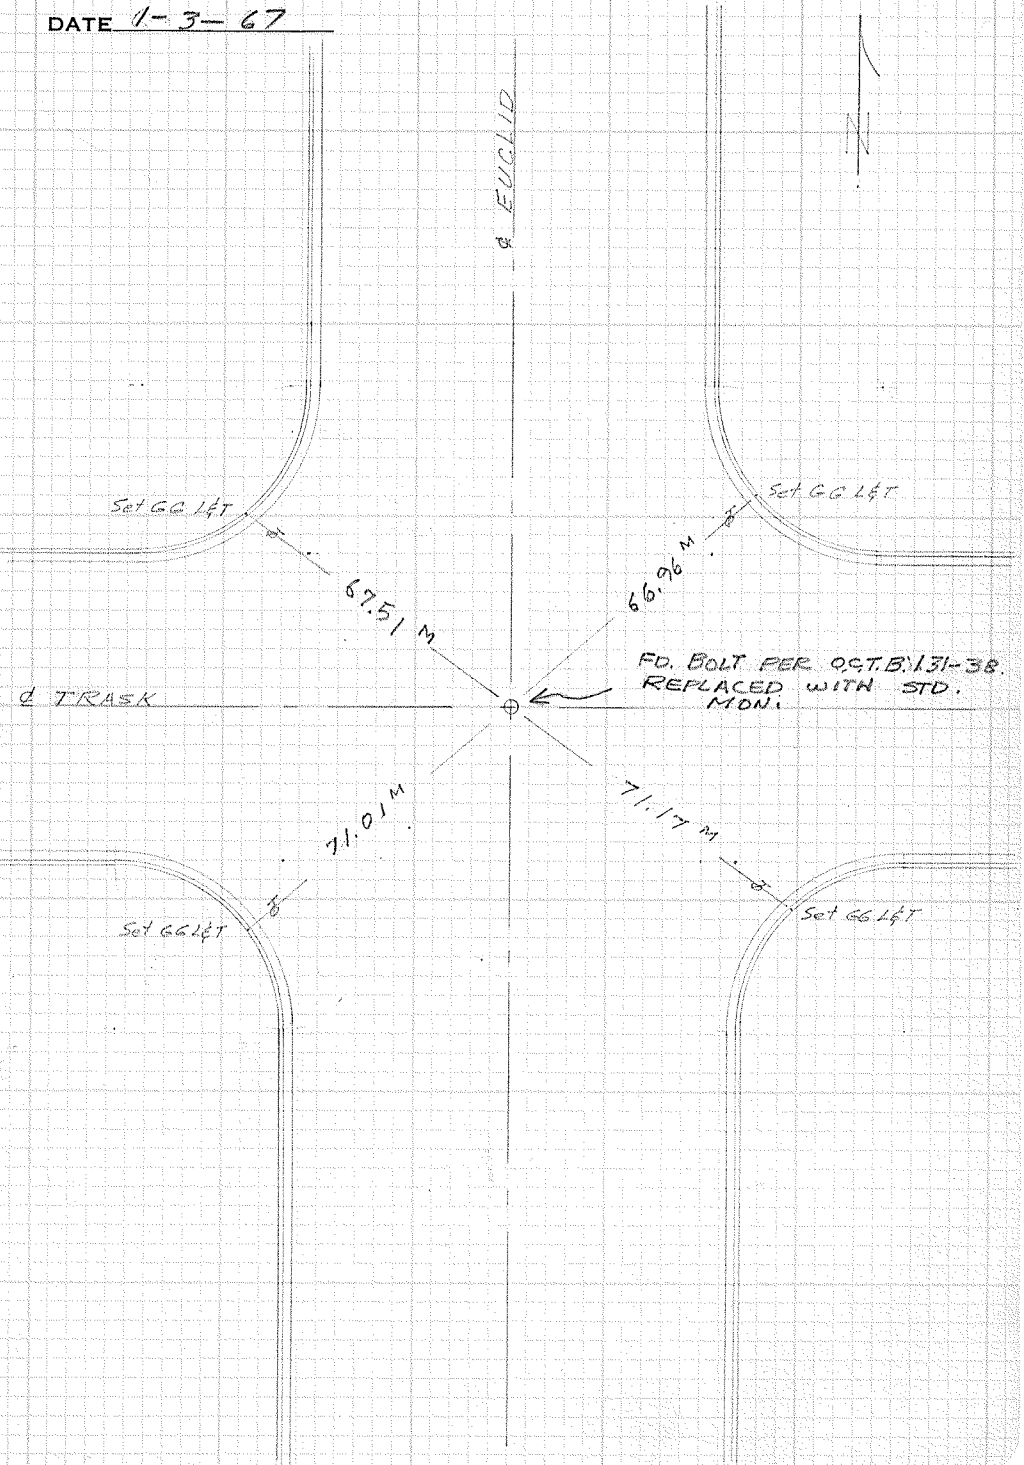 DATE 1-3-67
N
℄ EUCLID
Set GG L&T
Set GG L&T
67.51 M
66.96 M
FD. BOLT PER O.C.T.B. 131-38.
REPLACED WITH STD.
MON.
℄ TRASK
71.01 M
71.17 M
Set GG L&T
Set GG L&T